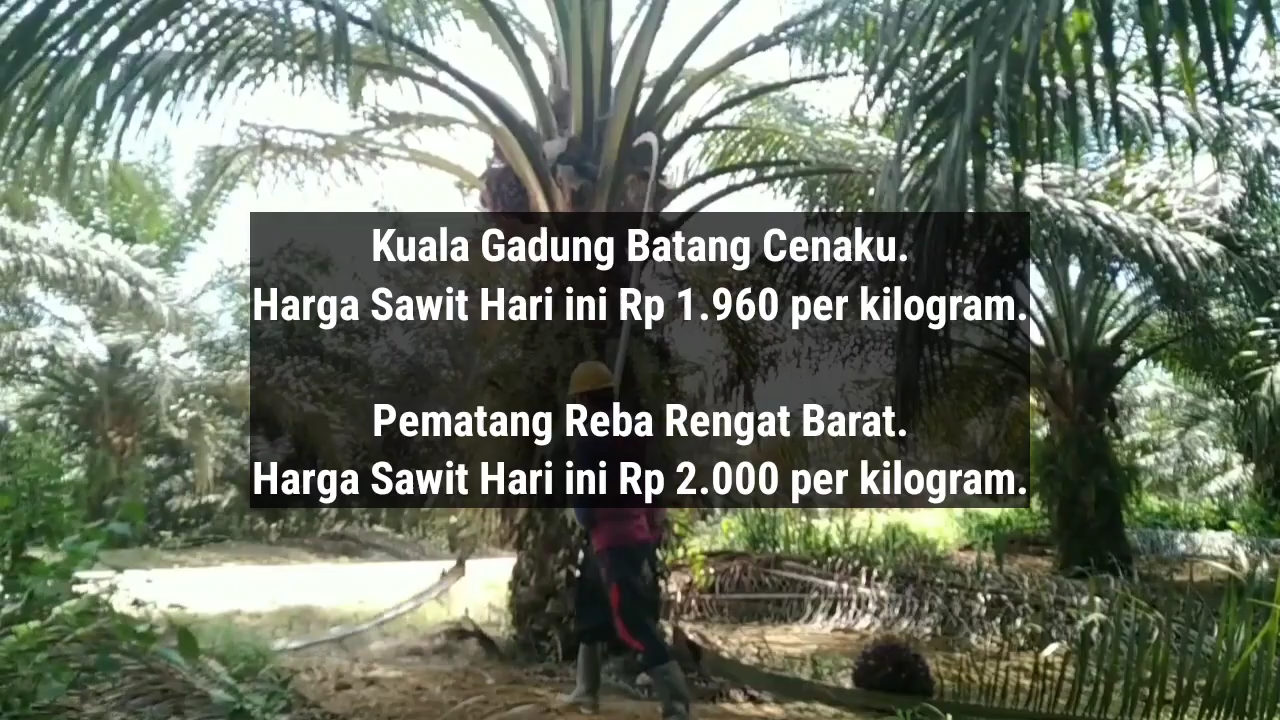 Kuala Gadung Batang Cenaku.
Harga Sawit Hari ini Rp 1.960 per kilogram.
Pematang Reba Rengat Barat.
Harga Sawit Hari ini Rp 2.000 per kilogram.